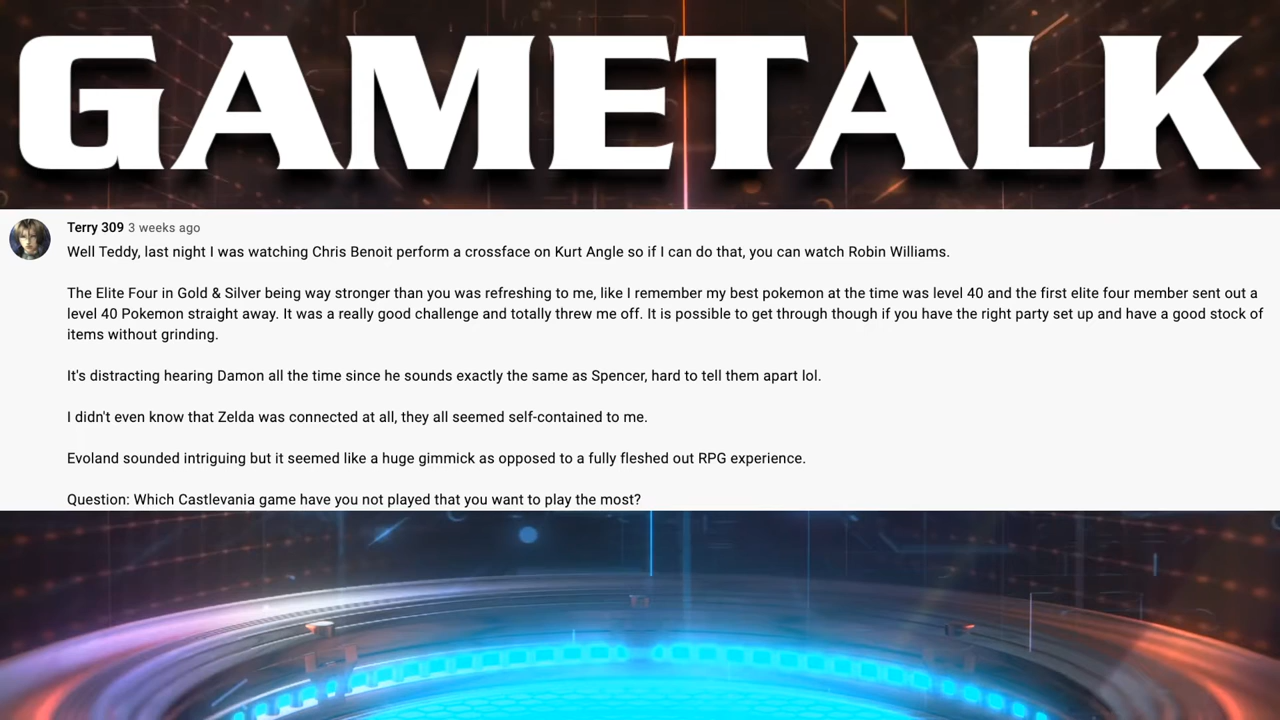 GAMETALK
Terry 309 3 weeks ago
Well Teddy, last night I was watching Chris Benoit perform a crossface on Kurt Angle so if I can do that, you can watch Robin Williams.
The Elite Four in Gold & Silver being way stronger than you was refreshing to me, like I remember my best pokemon at the time was level 40 and the first elite four member sent out a
level 40 Pokemon straight away. It was a really good challenge and totally threw me off. It is possible to get through though if you have the right party set up and have a good stock of
items without grinding.
It's distracting hearing Damon all the time since he sounds exactly the same as Spencer, hard to tell them apart lol.
I didn't even know that Zelda was connected at all, they all seemed self-contained to me.
Evoland sounded intriguing but it seemed like a huge gimmick as opposed to a fully fleshed out RPG experience.
Question: Which Castlevania game have you not played that you want to play the most?